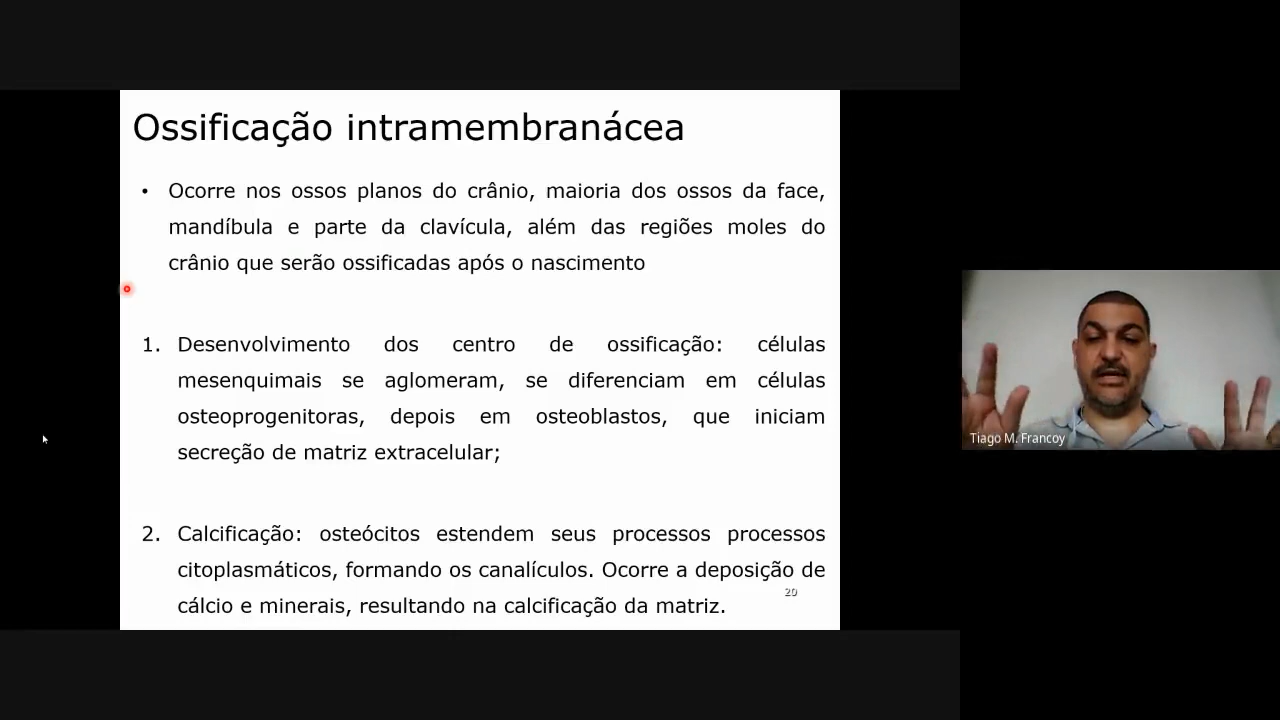 Ossificação intramembranácea
• Ocorre nos ossos planos do crânio, maioria dos ossos da face,
mandíbula e parte da clavícula, além das regiões moles do
crânio que serão ossificadas após o nascimento
1. Desenvolvimento dos centro de ossificação: células
mesenquimais se aglomeram, se diferenciam em células
osteoprogenitoras, depois em osteoblastos, que iniciam
secreção de matriz extracelular;
2. Calcificação: osteócitos estendem seus processos processos
citoplasmáticos, formando os canalículos. Ocorre a deposição de
cálcio e minerais, resultando na calcificação da matriz.
20
Tiago M. Francoy